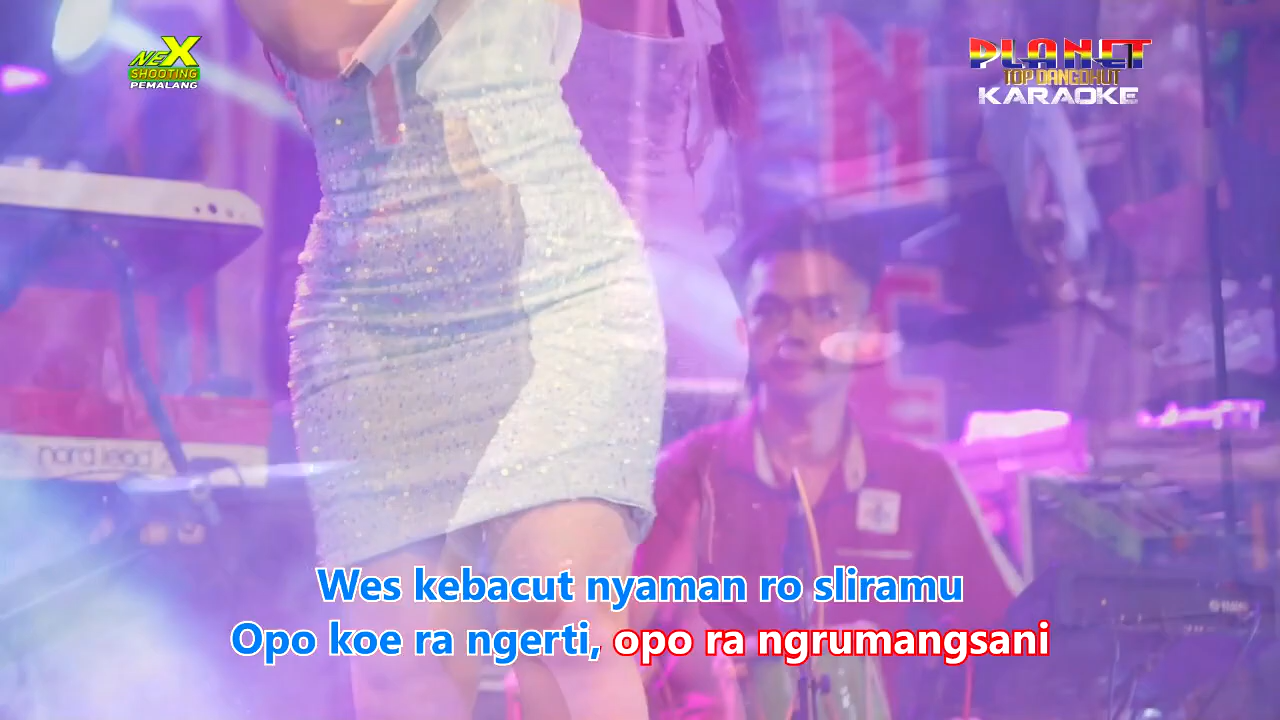 NEX
SHOOTING
PEMALANG
PLANET
TOP DANGDHUT
KARAOKE
N
E
nord lead
Wes kebacut nyaman ro sliramu
Opo koe ra ngerti, opo ra ngrumangsani